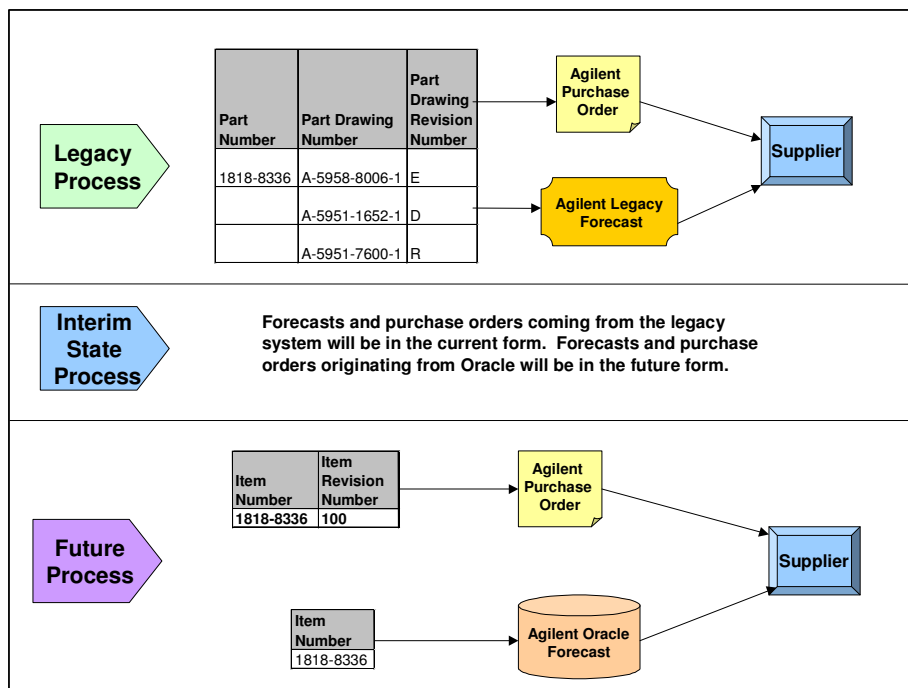 Legacy
Process
Part
Number
Part Drawing
Number
Part
Drawing
Revision
Number
1818-8336 A-5958-8006-1 E
A-5951-1652-1 D
A-5951-7600-1 R
Agilent
Purchase
Order
Agilent Legacy
Forecast
Supplier
Interim
State
Process
Forecasts and purchase orders coming from the legacy
system will be in the current form. Forecasts and purchase
orders originating from Oracle will be in the future form.
Future
Process
Item
Number
Item
Revision
Number
1818-8336 100
Agilent
Purchase
Order
Item
Number
1818-8336
Agilent Oracle
Forecast
Supplier